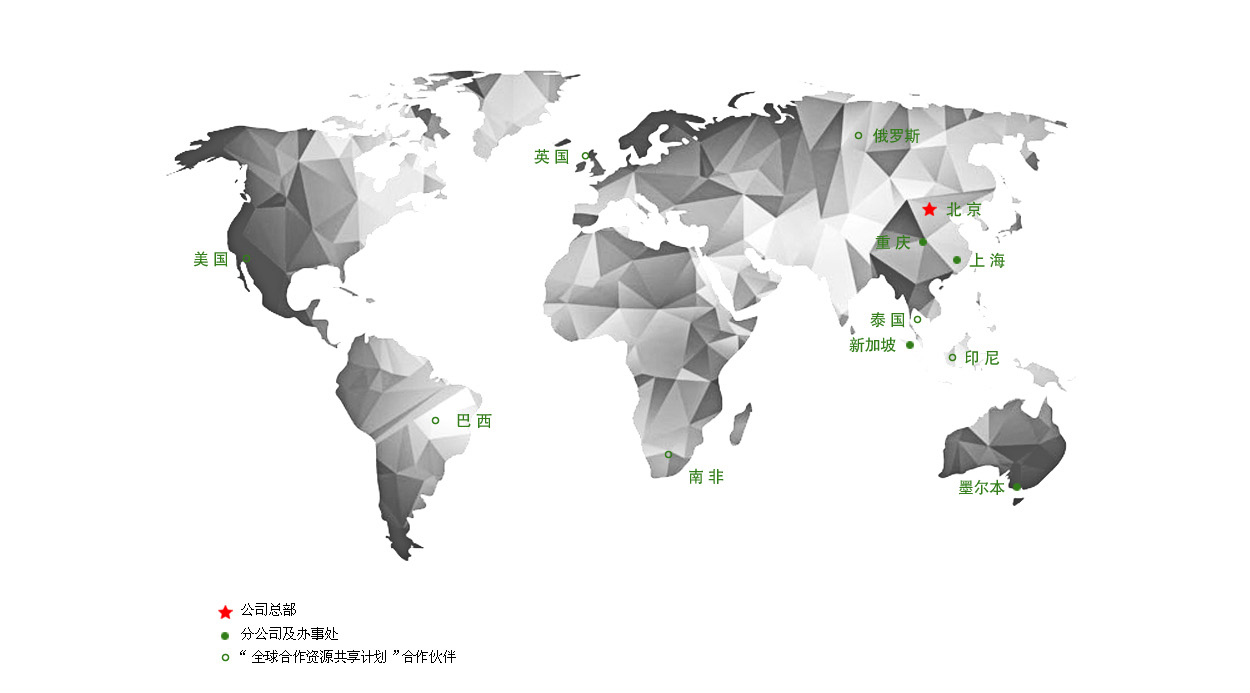 俄罗斯
英国
北京
重庆
美国
上海
泰国
新加坡
印尼
巴西
南非
墨尔本
公司总部
分公司及办事处
“全球合作资源共享计划”合作伙伴